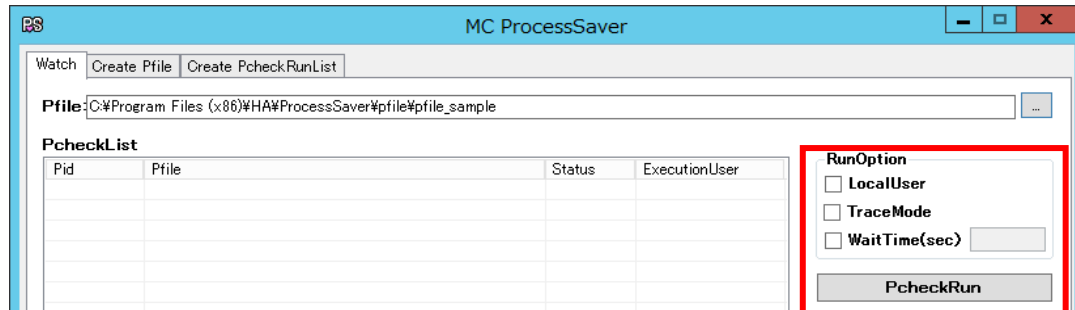 PS MC ProcessSaver
Watch Create Pfile Create PcheckRunList
Pfile: C:¥Program Files (x86)¥HA¥ProcessSaver¥pfile¥pfile_sample ...
PcheckList
Pid Pfile Status ExecutionUser
RunOption
LocalUser
TraceMode
WaitTime(sec)
PcheckRun